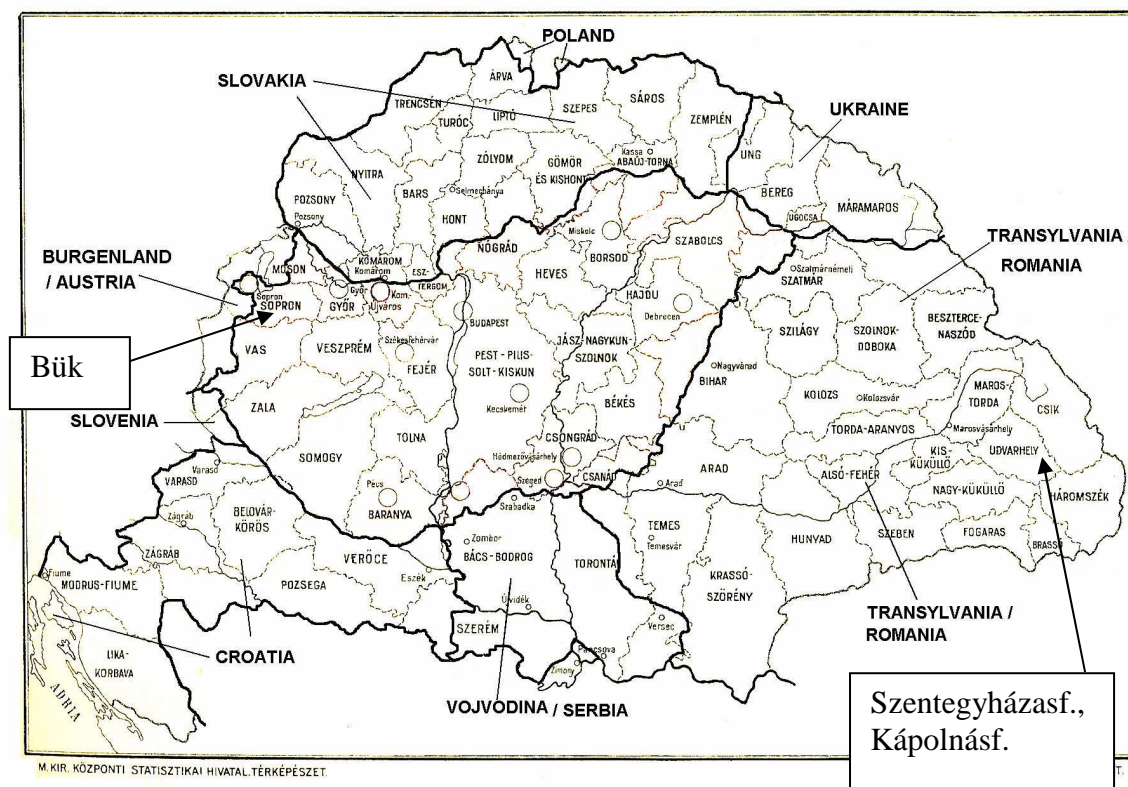 POLAND
SLOVAKIA
ÁRVA
SÁROS
SZEPES
TRENCSÉN
LIPTÓ
TURÓC
ZEMPLÉN
UKRAINE
ZÓLYOM
GÖMÖR
ÉS KISHONT
Kassa
ABAÚJ-TORNA
UNG
NYITRA
BARS
Selmecbánya
BEREG
POZSONY
Pozsony
HONT
UGOCSA
MÁRAMAROS
NÓGRÁD
Miskolc
BORSOD
SZABOLCS
TRANSYLVANIA /
ROMANIA
BURGENLAND
/ AUSTRIA
MOSON
KOMÁROM
Komárom
ESZ-
TERGOM
HEVES
Szatmárnémeti
SZATMÁR
Sopron
SOPRON
Győr
GYŐR
Kom.-
Újváros
HAJDU
Debrecen
BUDAPEST
SZILÁGY
SZOLNOK-
DOBOKA
BESZTERCE-
NASZÓD
Bük
VAS
VESZPRÉM
Székesfehérvár
FEJÉR
PEST-PILIS-
SOLT-KISKUN
JÁSZ-NAGYKUN-
SZOLNOK
Nagyvárad
BIHAR
Kecskemér
KOLOZS
Kolozsvár
MAROS-
TORDA
Marosvásárhely
CSIK
SLOVENIA
ZALA
TOLNA
BÉKÉS
CSONGRÁD
TORDA-ARANYOS
UDVARHELY
SOMOGY
Hódmezővásárhely
Szeged
CSANÁD
ARAD
Arad
ALSÓ-FEHÉR
KIS-
KÜKÜLLŐ
NAGY-KÜKÜLLŐ
HÁROMSZÉK
Varasd
VARASD
Pécs
BARANYA
Szabadka
BELOVÁR-
KÖRÖS
Zágráb
ZÁGRÁB
Zombor
BÁCS-BODROG
TEMES
Temesvár
HUNYAD
SZEBEN
FOGARAS
BRASSÓ
VERŐCE
Eszék
TORONTÁL
Fiume
MODRUS-FIUME
POZSEGA
KRASSÓ-
SZÖRÉNY
Újvidék
SZERÉM
Versec
TRANSYLVANIA /
ROMANIA
CROATIA
LIKA-
KORBAVA
ADRIA
Pancsova
Zimony
VOJVODINA / SERBIA
Szentegyházasf.,
Kápolnásf.
M. KIR. KÖZPONTI STATISZTIKAI HIVATAL.TÉRKÉPÉSZET
T.